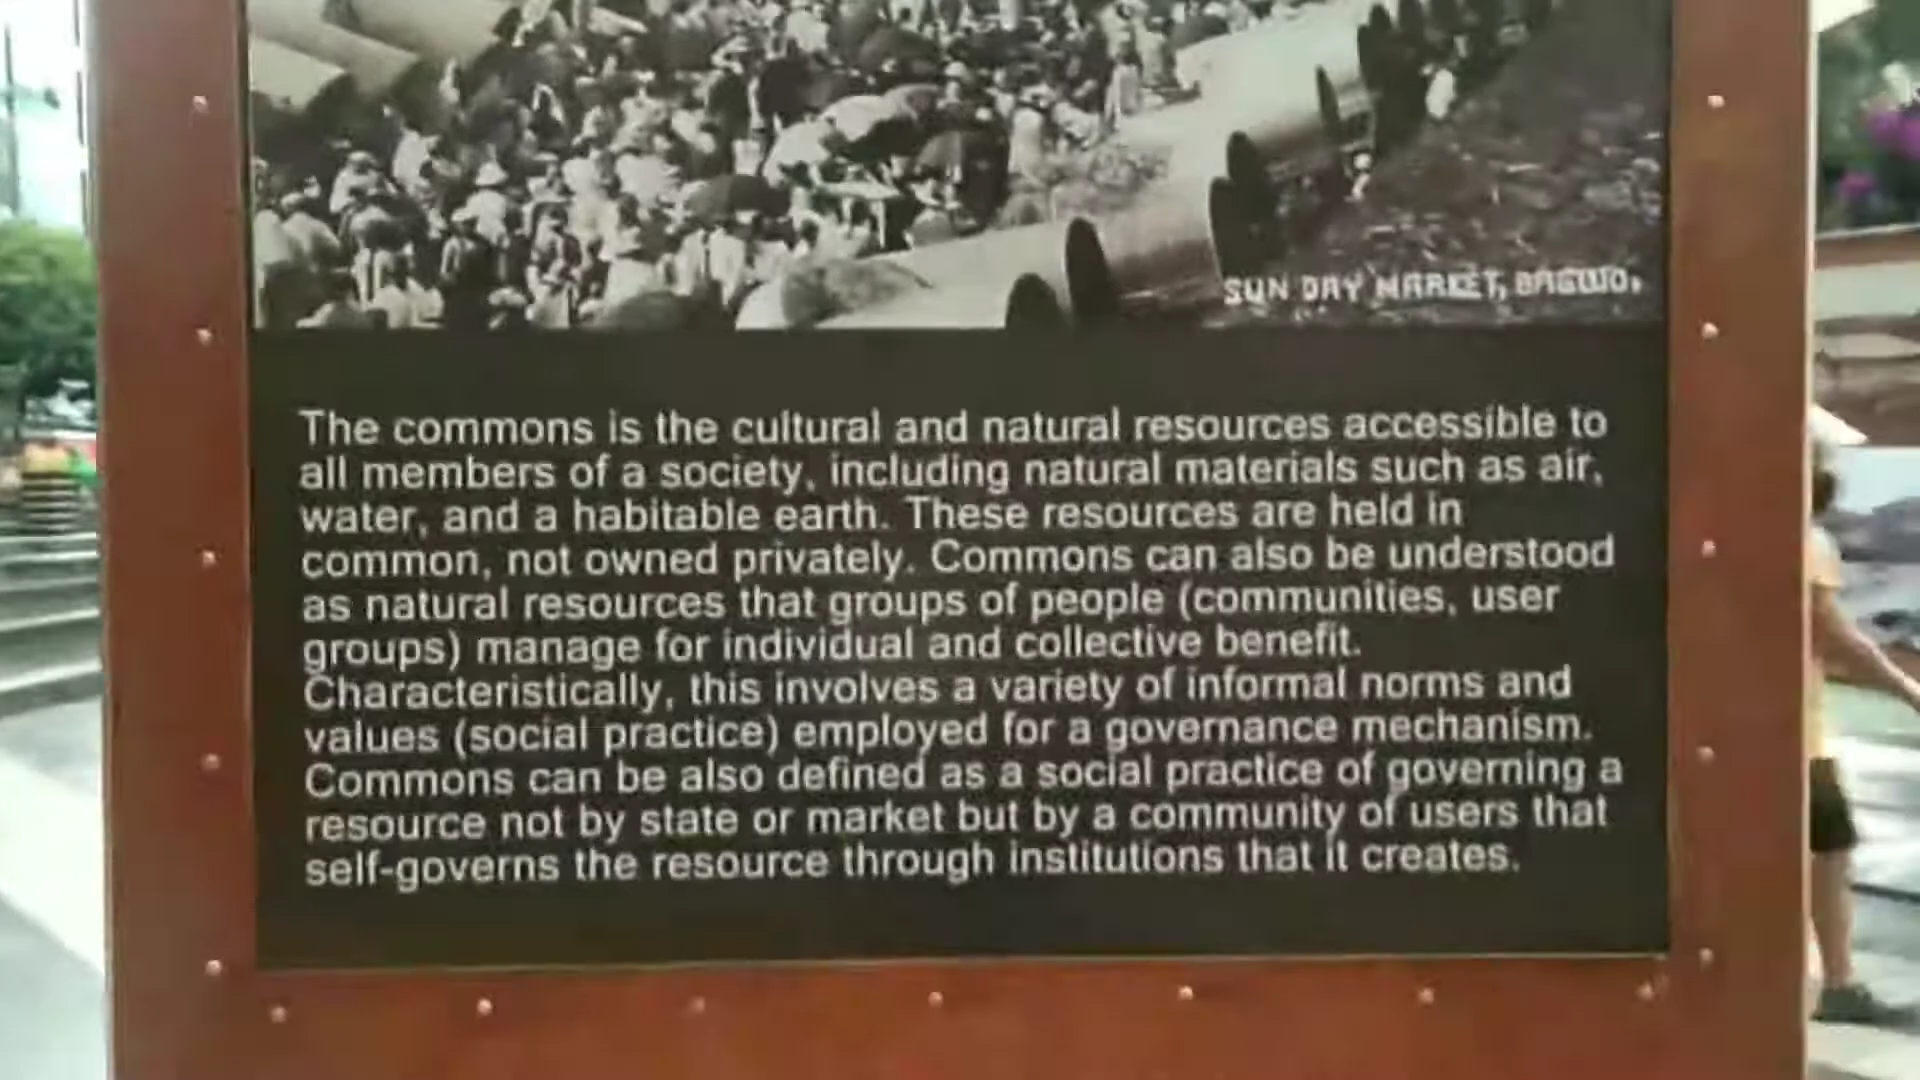 SUN DAY MARKET, BAGUIO.
The commons is the cultural and natural resources accessible to
all members of a society, including natural materials such as air,
water, and a habitable earth. These resources are held in
common, not owned privately. Commons can also be understood
as natural resources that groups of people (communities, user
groups) manage for individual and collective benefit.
Characteristically, this involves a variety of informal norms and
values (social practice) employed for a governance mechanism.
Commons can be also defined as a social practice of governing a
resource not by state or market but by a community of users that
self-governs the resource through institutions that it creates.